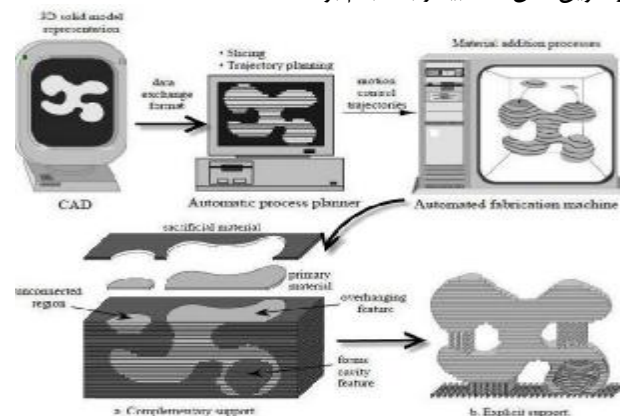 3D solid model
representation
• Slicing
• Trajectory planning
Material addition processes
data
exchange
format
motion
control
trajectories
CAD
Automatic process planner
Automated fabrication machine
sacrificial material
primary
material
unconnected
region
overhanging
feature
forms
cavity
feature
a. Complementary support
b. Explicit support